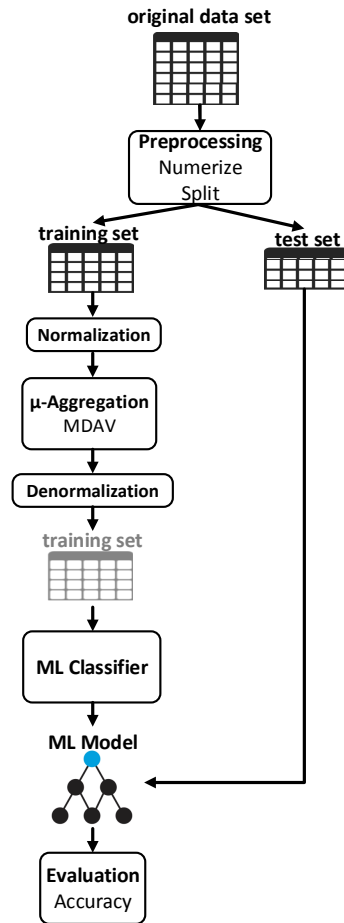 original data set
Preprocessing
Numerize
Split
training set
test set
Normalization
µ-Aggregation
MDAV
Denormalization
training set
ML Classifier
ML Model
Evaluation
Accuracy